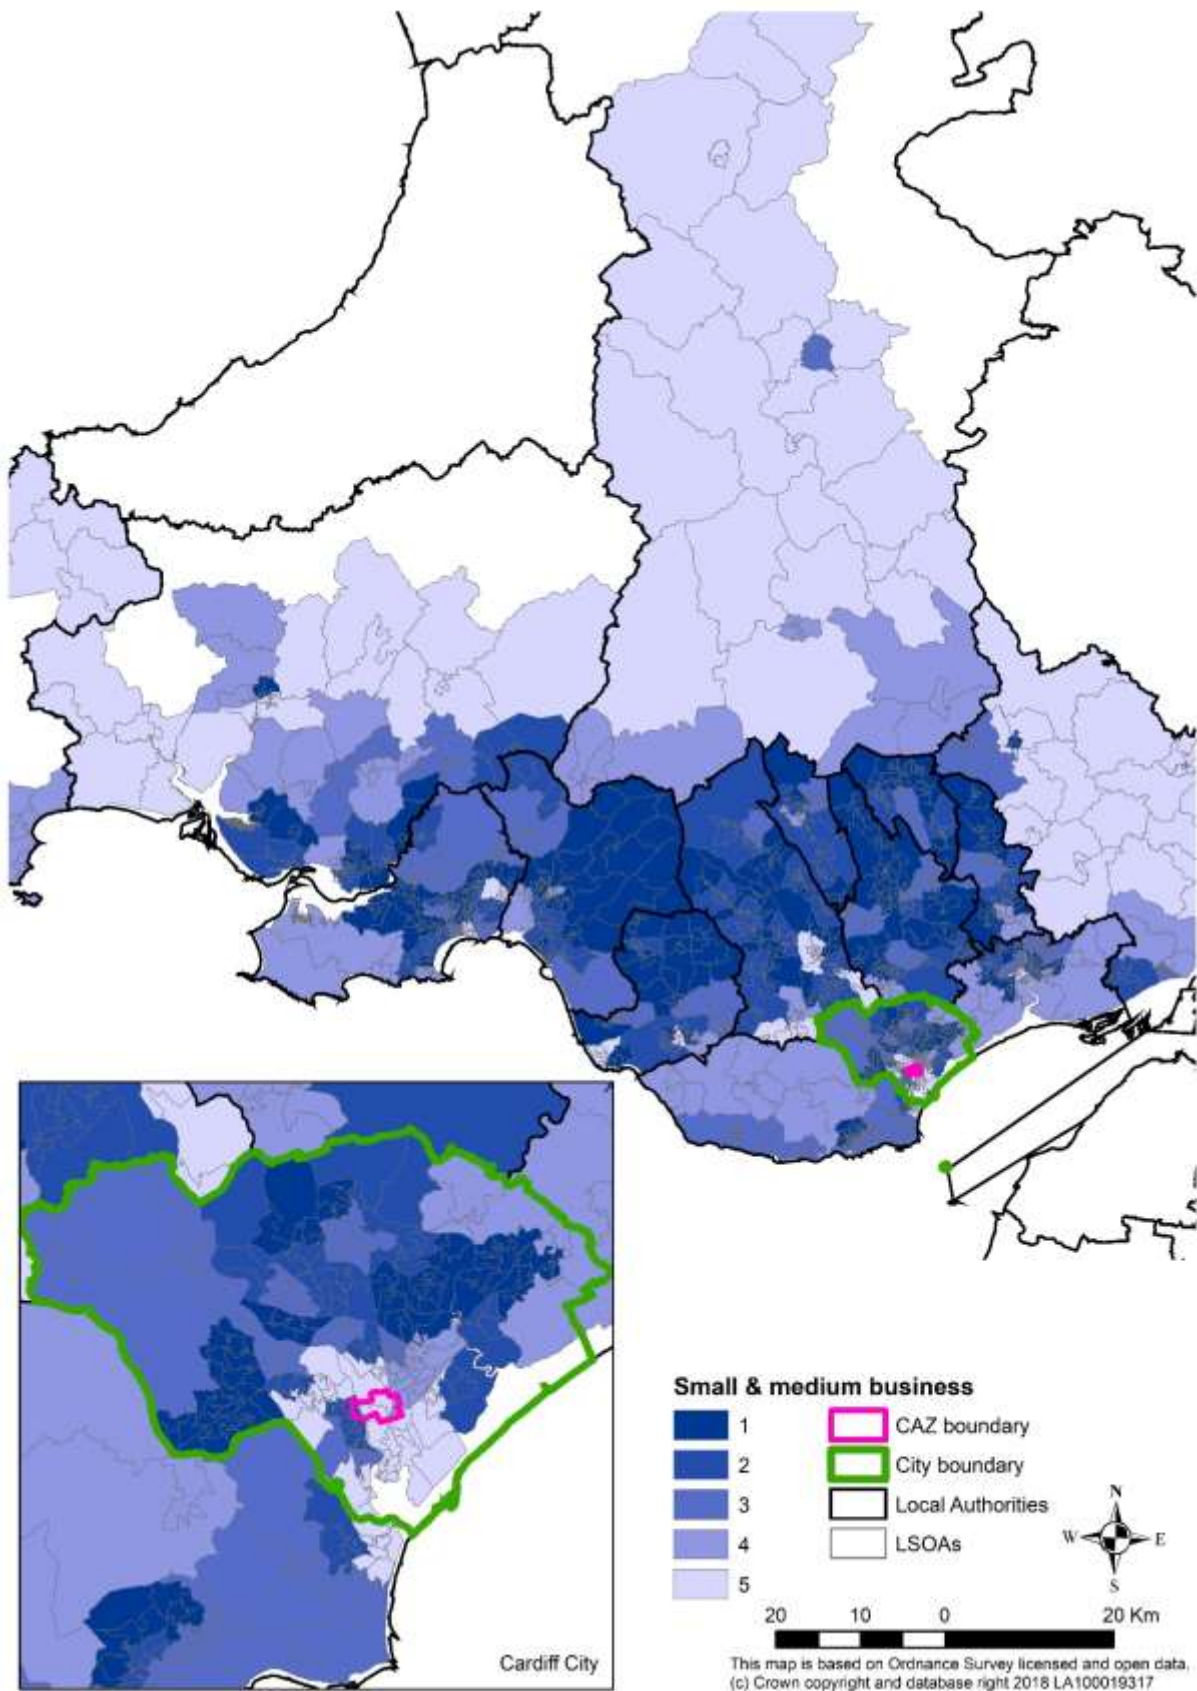 Cardiff City
Small & medium business
1
CAZ boundary
2
City boundary
3
Local Authorities
4
LSOAs
5
N
W
E
S
20 10 0 20 Km
This map is based on Ordnance Survey licensed and open data.
(c) Crown copyright and database right 2018 LA100019317